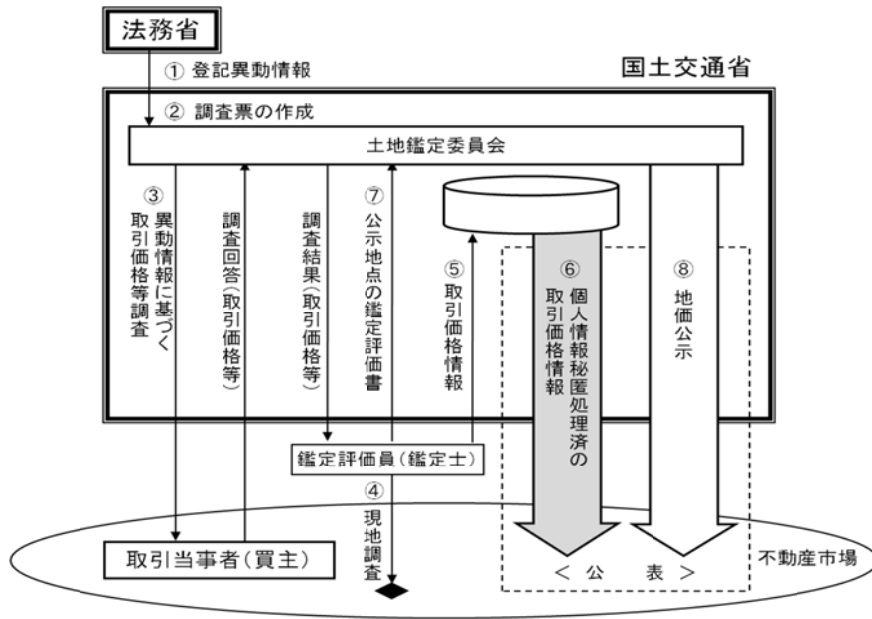 法務省
① 登記異動情報
国土交通省
② 調査票の作成
土地鑑定委員会
③ 異動情報に基づく
取引価格等調査
調査回答(取引価格等)
調査結果(取引価格等)
⑦ 公示地点の鑑定評価書
⑤ 取引価格情報
⑥ 個人情報秘匿処理済の
取引価格情報
⑧ 地価公示
鑑定評価員(鑑定士)
④ 現地調査
取引当事者(買主)
< 公 表 >
不動産市場